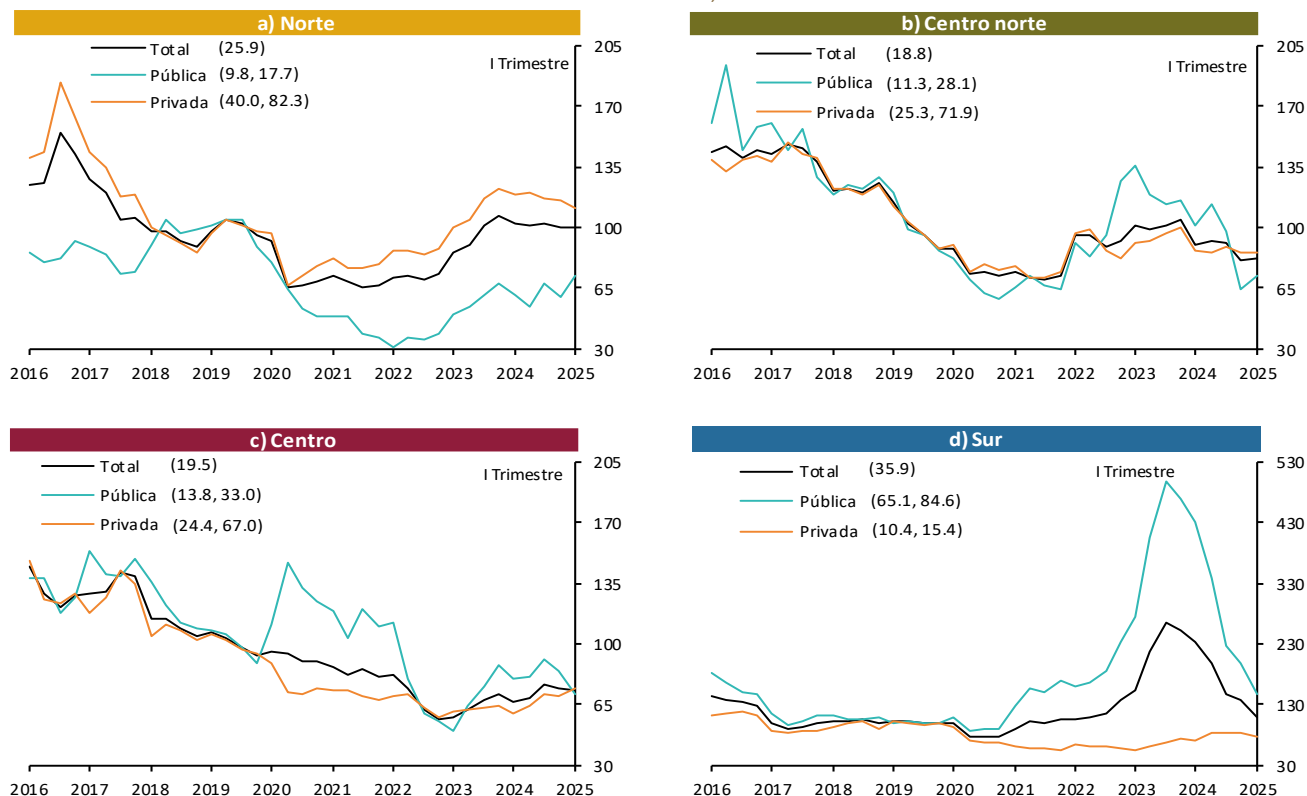 a) Norte
Total (25.9)
Pública (9.8, 17.7)
Privada (40.0, 82.3)
I Trimestre
205
170
135
100
65
30
2016 2017 2018 2019 2020 2021 2022 2023 2024 2025
b) Centro norte
Total (18.8)
Pública (11.3, 28.1)
Privada (25.3, 71.9)
I Trimestre
205
170
135
100
65
30
2016 2017 2018 2019 2020 2021 2022 2023 2024 2025
c) Centro
Total (19.5)
Pública (13.8, 33.0)
Privada (24.4, 67.0)
I Trimestre
205
170
135
100
65
30
2016 2017 2018 2019 2020 2021 2022 2023 2024 2025
d) Sur
Total (35.9)
Pública (65.1, 84.6)
Privada (10.4, 15.4)
I Trimestre
530
430
330
230
130
30
2016 2017 2018 2019 2020 2021 2022 2023 2024 2025